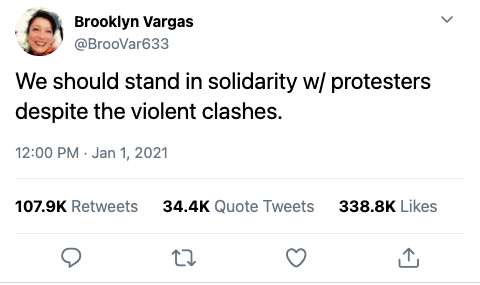 Brooklyn Vargas
@BrooVar633
We should stand in solidarity w/ protesters
despite the violent clashes.
12:00 PM · Jan 1, 2021
107.9K Retweets 34.4K Quote Tweets 338.8K Likes